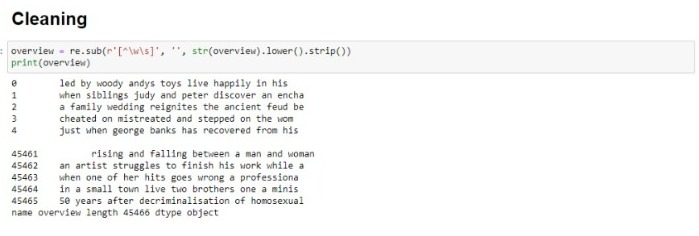 Cleaning
: overview = re.sub(r'[^\w\s]', '', str(overview).lower().strip())
print(overview)
0 led by woody andys toys live happily in his
1 when siblings judy and peter discover an encha
2 a family wedding reignites the ancient feud be
3 cheated on mistreated and stepped on the wom
4 just when george banks has recovered from his
45461 rising and falling between a man and woman
45462 an artist struggles to finish his work while a
45463 when one of her hits goes wrong a professiona
45464 in a small town live two brothers one a minis
45465 50 years after decriminalisation of homosexual
name overview length 45466 dtype object